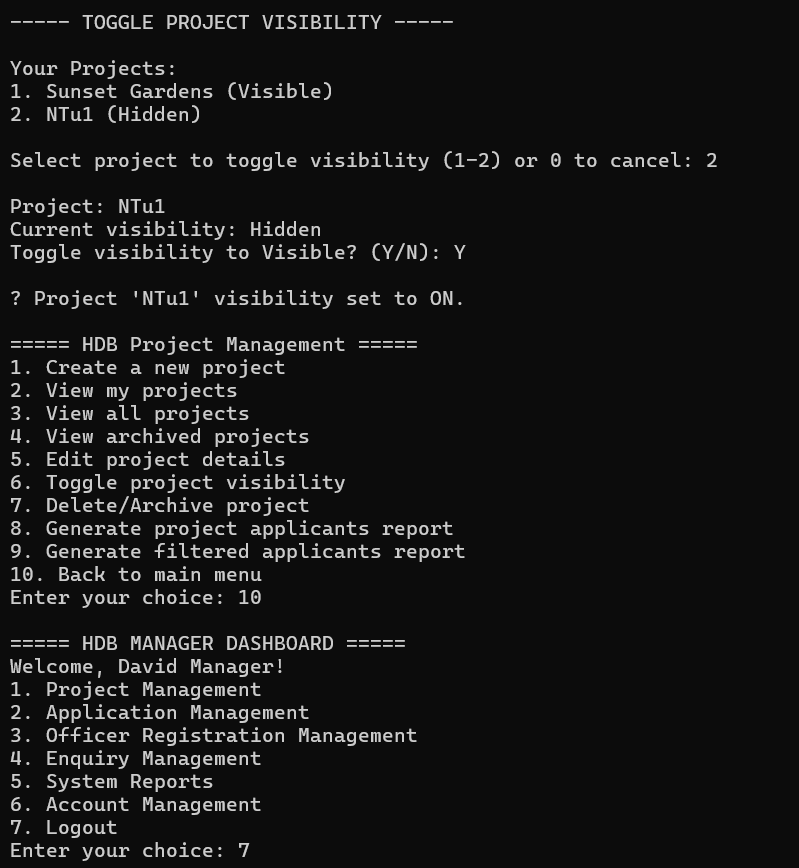 ----- TOGGLE PROJECT VISIBILITY -----
Your Projects:
1. Sunset Gardens (Visible)
2. NTu1 (Hidden)
Select project to toggle visibility (1-2) or 0 to cancel: 2
Project: NTu1
Current visibility: Hidden
Toggle visibility to Visible? (Y/N): Y
? Project 'NTu1' visibility set to ON.
===== HDB Project Management =====
1. Create a new project
2. View my projects
3. View all projects
4. View archived projects
5. Edit project details
6. Toggle project visibility
7. Delete/Archive project
8. Generate project applicants report
9. Generate filtered applicants report
10. Back to main menu
Enter your choice: 10
===== HDB MANAGER DASHBOARD =====
Welcome, David Manager!
1. Project Management
2. Application Management
3. Officer Registration Management
4. Enquiry Management
5. System Reports
6. Account Management
7. Logout
Enter your choice: 7